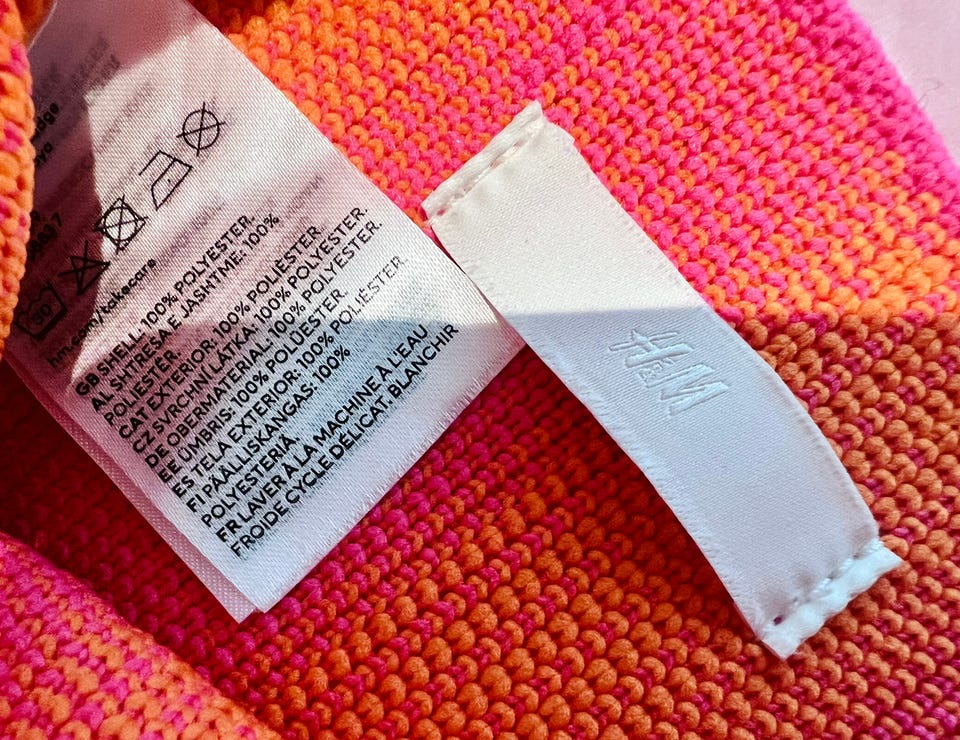 30
hm.com/takecare
GB SHELL: 100% POLYESTER.
AL SHTRESA E JASHTME: 100%
POLIESTER.
CAT EXTERIOR: 100% POLIÈSTER.
CZ SVRCHNÍ LÁTKA: 100% POLYESTER.
DE OBERMATERIAL: 100% POLYESTER.
EE ÜMBRIS: 100% POLÜESTER.
ES TELA EXTERIOR: 100% POLIÉSTER.
FI PÄÄLLISKANGAS: 100%
POLYESTERIA.
FR LAVER À LA MACHINE À L'EAU
FROIDE CYCLE DÉLICAT. BLANCHIR
H&M